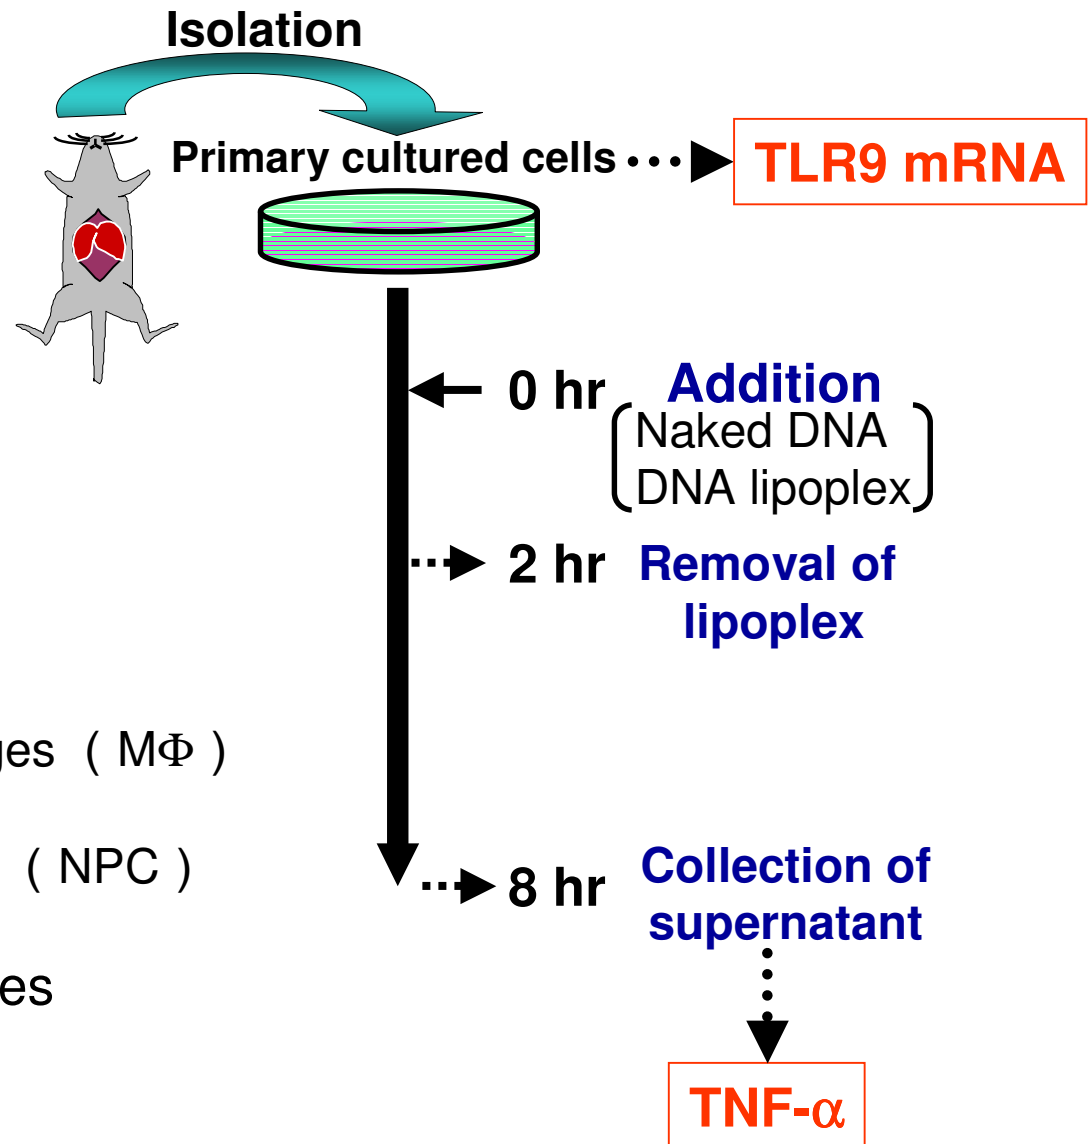 Isolation
Primary cultured cells
TLR9 mRNA
0 hr Addition
Naked DNA
DNA lipoplex
2 hr Removal of
lipoplex
( MΦ )
( NPC )
8 hr Collection of
supernatant
TNF-α